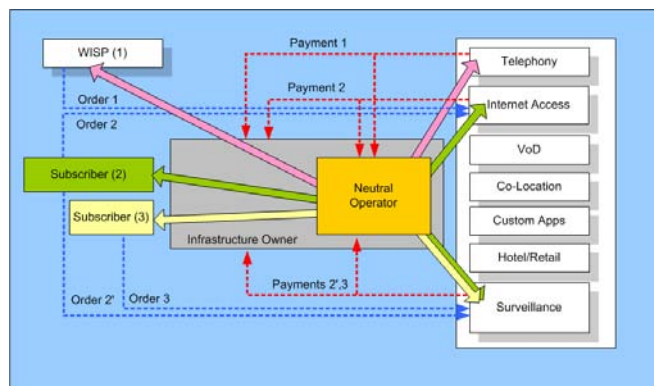 WISP (1)
Payment 1
Telephony
Payment 2
Order 1
Internet Access
Order 2
VoD
Subscriber (2)
Neutral
Operator
Co-Location
Subscriber (3)
Custom Apps
Infrastructure Owner
Hotel/Retail
Payments 2',3
Order 2'
Order 3
Surveillance